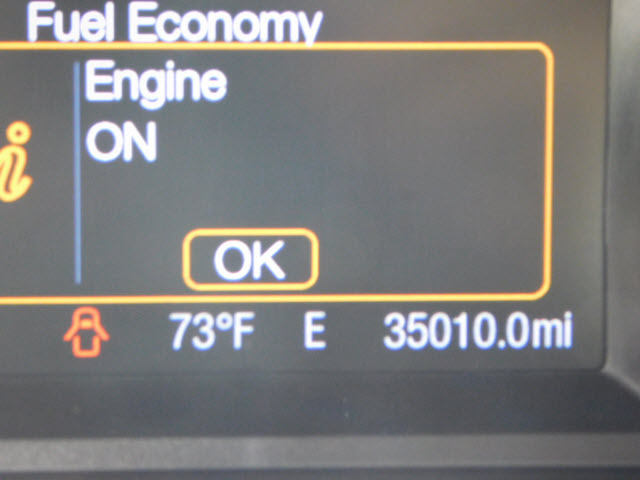 Fuel Economy
Engine
ON
OK
73°F E 35010.0mi